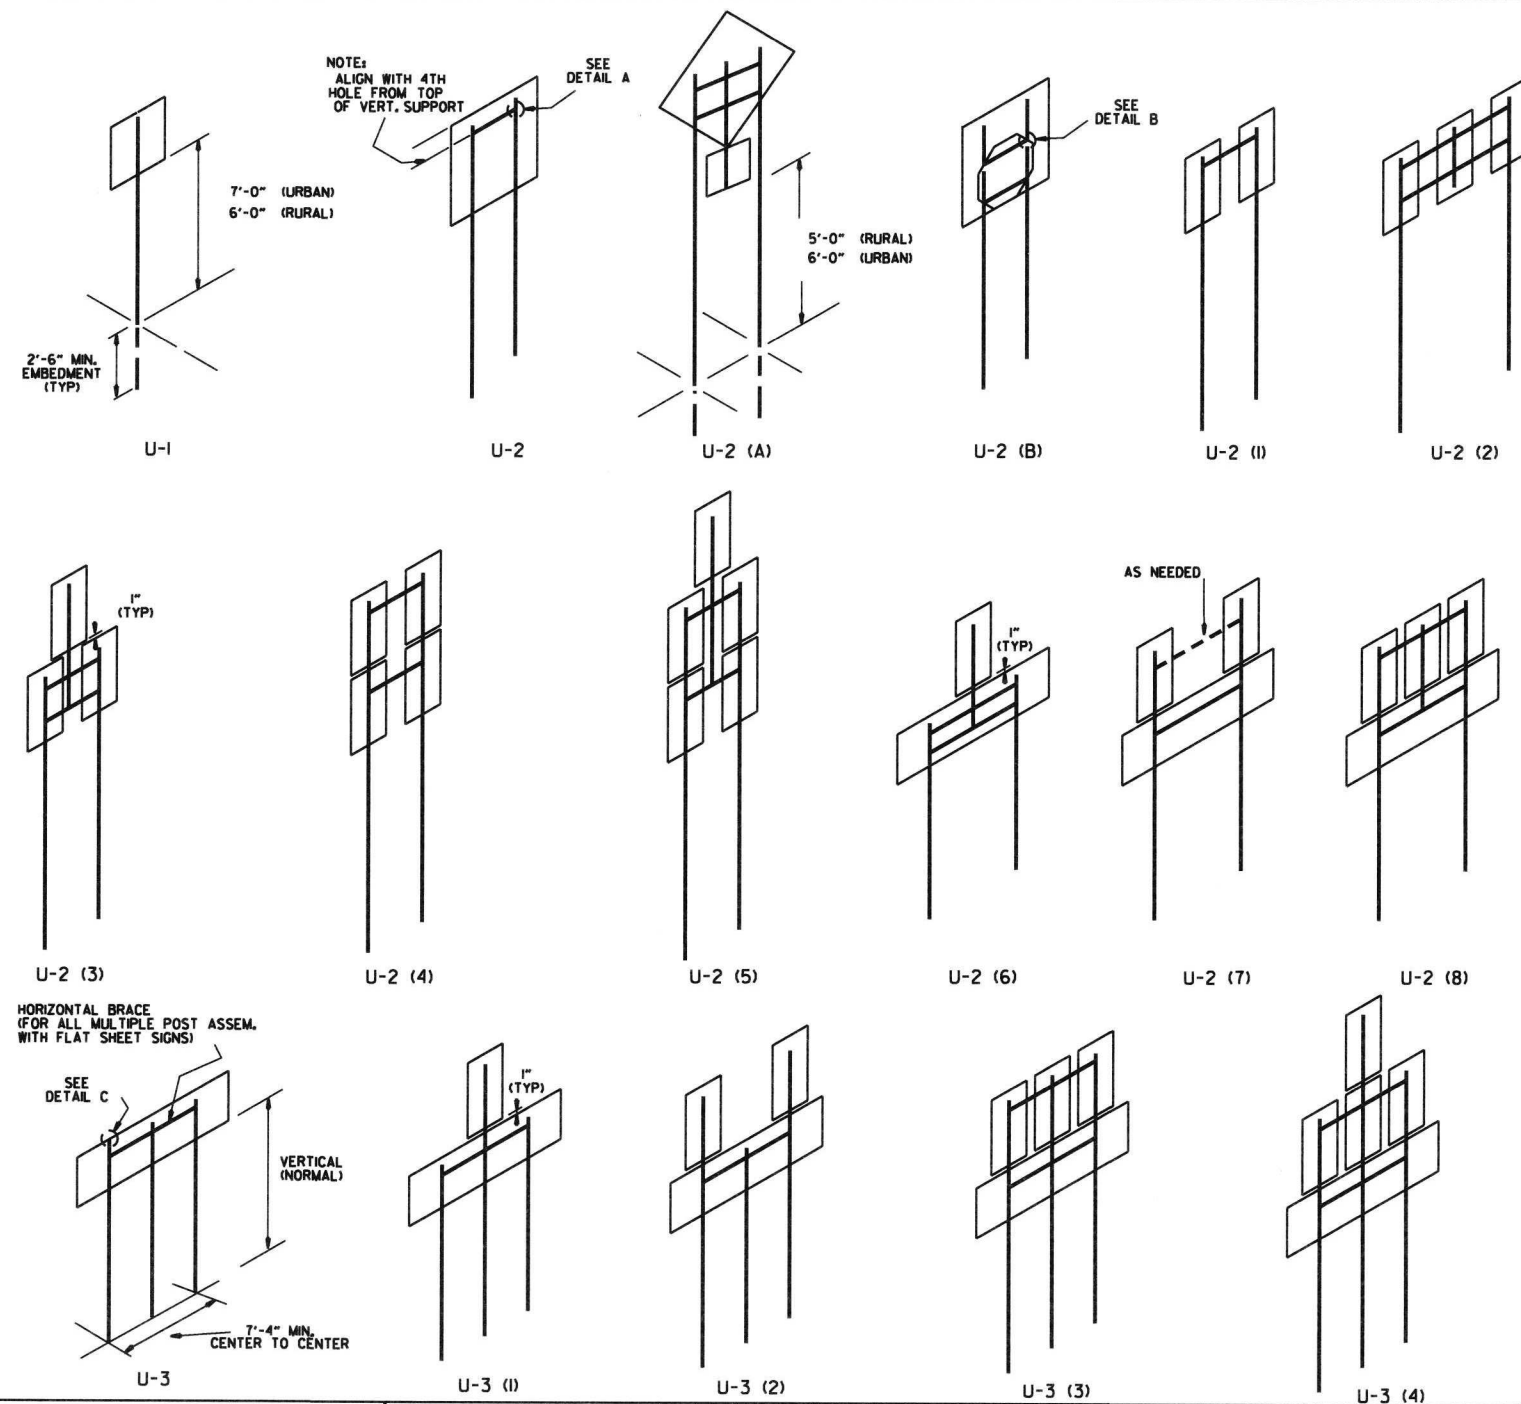 NOTE:
ALIGN WITH 4TH
HOLE FROM TOP
OF VERT. SUPPORT
SEE
DETAIL A
SEE
DETAIL B
7'-0" (URBAN)
6'-0" (RURAL)
5'-0" (RURAL)
6'-0" (URBAN)
2'-6" MIN.
EMBEDMENT
(TYP)
U-1
U-2
U-2 (A)
U-2 (B)
U-2 (1)
U-2 (2)
1"
(TYP)
1"
(TYP)
AS NEEDED
U-2 (3)
U-2 (4)
U-2 (5)
U-2 (6)
U-2 (7)
U-2 (8)
HORIZONTAL BRACE
(FOR ALL MULTIPLE POST ASSEM.
WITH FLAT SHEET SIGNS)
SEE
DETAIL C
1"
(TYP)
VERTICAL
(NORMAL)
7'-4" MIN.
CENTER TO CENTER
U-3
U-3 (1)
U-3 (2)
U-3 (3)
U-3 (4)